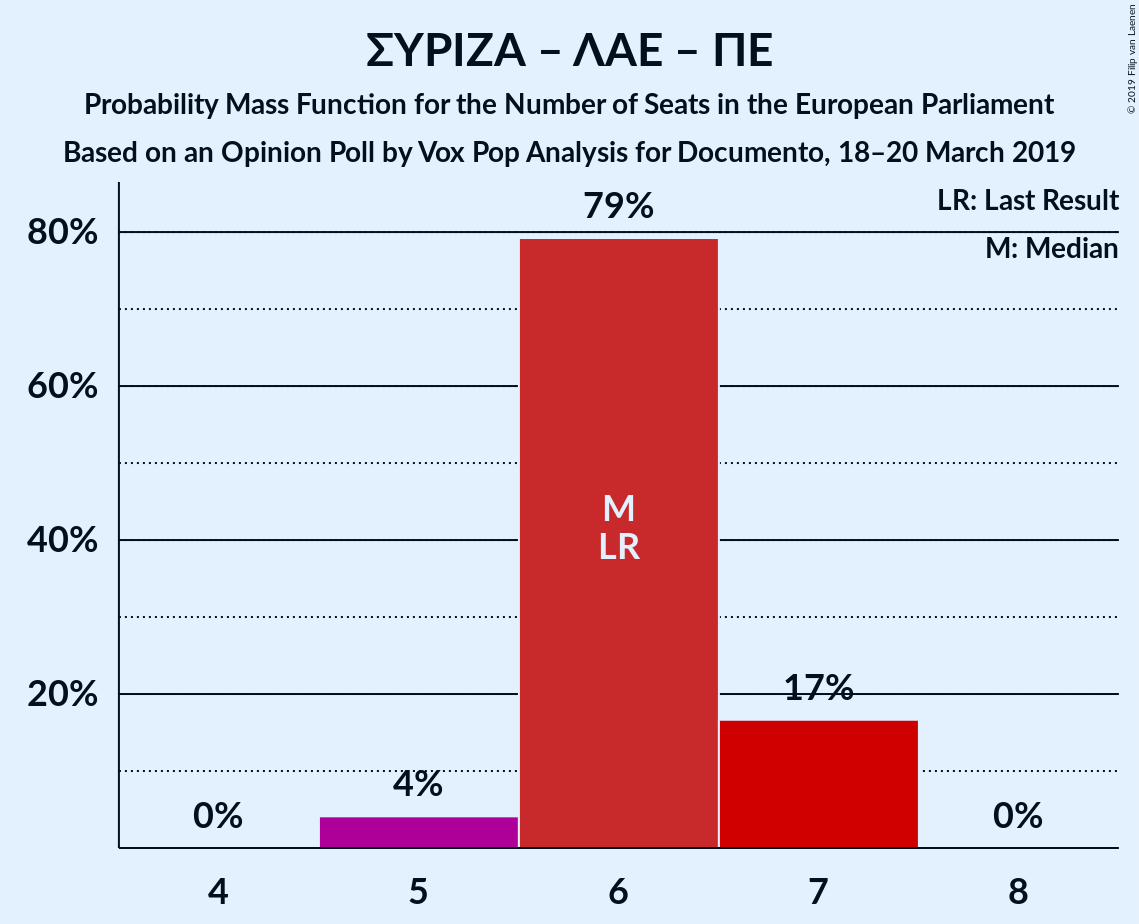 ΣΥΡΙΖΑ – ΛΑΕ – ΠΕ
Probability Mass Function for the Number of Seats in the European Parliament
Based on an Opinion Poll by Vox Pop Analysis for Documento, 18–20 March 2019
© 2019 Filip van Laenen
LR: Last Result
M: Median
80%
60%
40%
20%
0%
4%
79%
17%
0%
M
LR
4
5
6
7
8